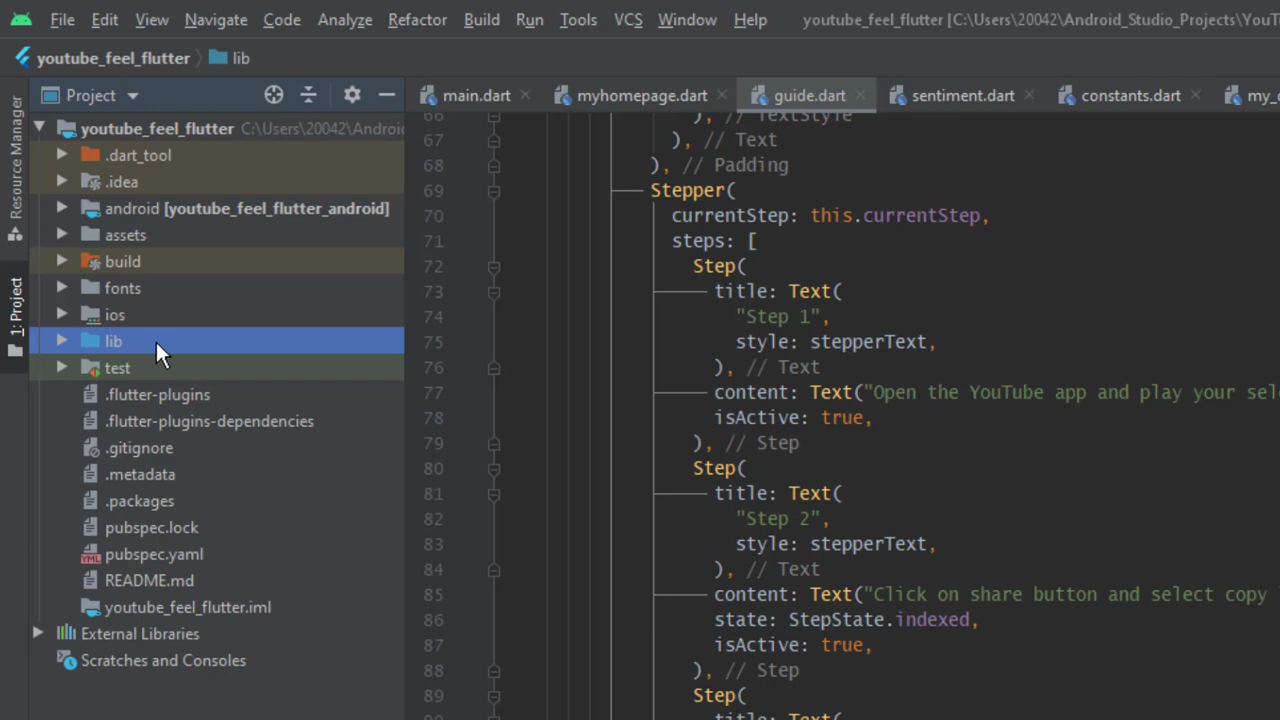 File Edit View Navigate Code Analyze Refactor Build Run Tools VCS Window Help youtube_feel_flutter [C:\Users\20042\Android_Studio_Projects\YouT
youtube_feel_flutter lib
Resource Manager
1: Project
Project
main.dart myhomepage.dart guide.dart sentiment.dart constants.dart my_
youtube_feel_flutter C:\Users\20042\Androi
.dart_tool
.idea
android [youtube_feel_flutter_android]
assets
build
fonts
ios
lib
test
.flutter-plugins
.flutter-plugins-dependencies
.gitignore
.metadata
.packages
pubspec.lock
pubspec.yaml
README.md
youtube_feel_flutter.iml
External Libraries
Scratches and Consoles
66 ), // TextStyle
67 ), // Text
68 ), // Padding
69 Stepper(
70 currentStep: this.currentStep,
71 steps: [
72 Step(
73 title: Text(
74 "Step 1",
75 style: stepperText,
76 ), // Text
77 content: Text("Open the YouTube app and play your sel
78 isActive: true,
79 ), // Step
80 Step(
81 title: Text(
82 "Step 2",
83 style: stepperText,
84 ), // Text
85 content: Text("Click on share button and select copy
86 state: StepState.indexed,
87 isActive: true,
88 ), // Step
89 Step(
title: Text(